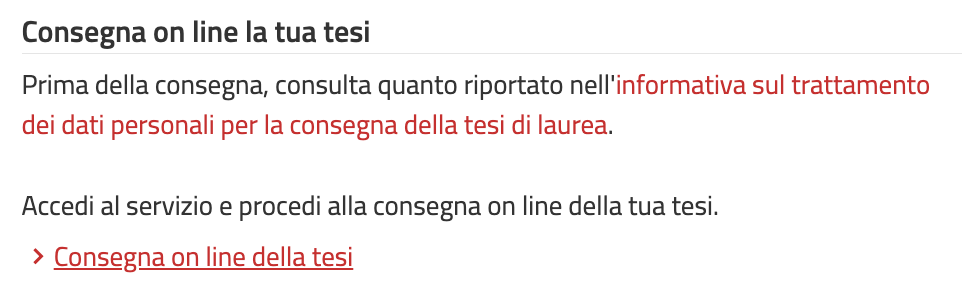 Consegna on line la tua tesi
Prima della consegna, consulta quanto riportato nell'informativa sul trattamento
dei dati personali per la consegna della tesi di laurea.
Accedi al servizio e procedi alla consegna on line della tua tesi.
Consegna on line della tesi